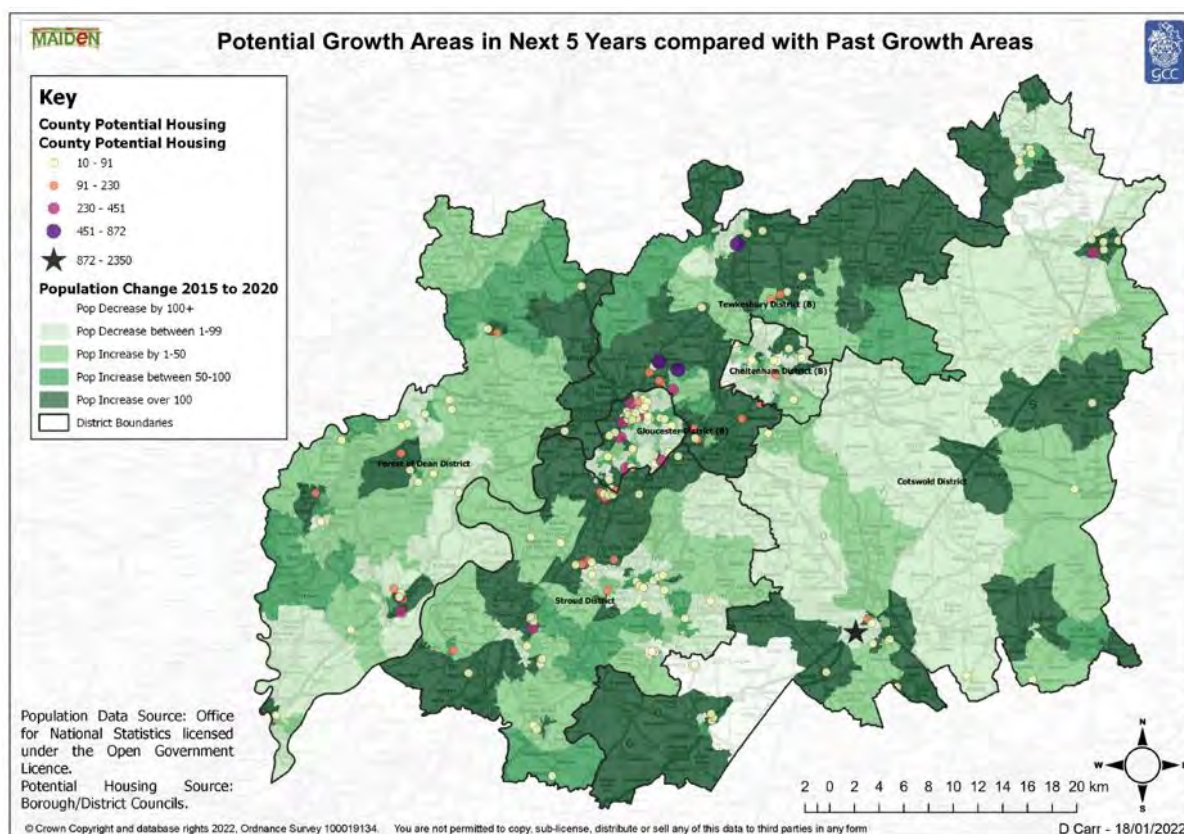 MAIDeN
Potential Growth Areas in Next 5 Years compared with Past Growth Areas
GCC
Key
County Potential Housing
County Potential Housing
10 - 91
91 - 230
230 - 451
451 - 872
872 - 2350
Population Change 2015 to 2020
Pop Decrease by 100+
Pop Decrease between 1-99
Pop Increase by 1-50
Pop Increase between 50-100
Pop Increase over 100
District Boundaries
Tewkesbury District (B)
Cheltenham District (B)
Gloucester District (B)
Forest of Dean District
Cotswold District
Stroud District
Population Data Source: Office
for National Statistics licensed
under the Open Government
Licence.
Potential Housing Source:
Borough/District Councils.
N
W
E
S
2 0 2 4 6 8 10 12 14 16 18 20 km
© Crown Copyright and database rights 2022, Ordnance Survey 100019134. You are not permitted to copy, sub-license, distribute or sell any of this data to third parties in any form
D Carr - 18/01/2022